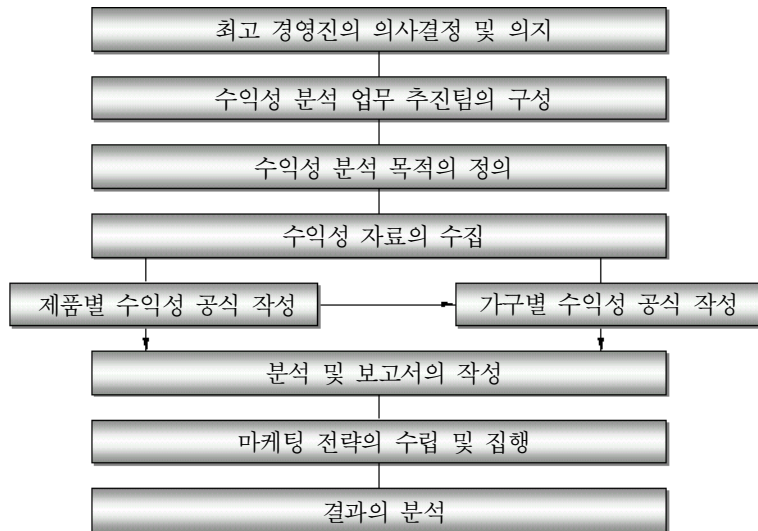 최고 경영진의 의사결정 및 의지
수익성 분석 업무 추진팀의 구성
수익성 분석 목적의 정의
수익성 자료의 수집
제품별 수익성 공식 작성
가구별 수익성 공식 작성
분석 및 보고서의 작성
마케팅 전략의 수립 및 집행
결과의 분석